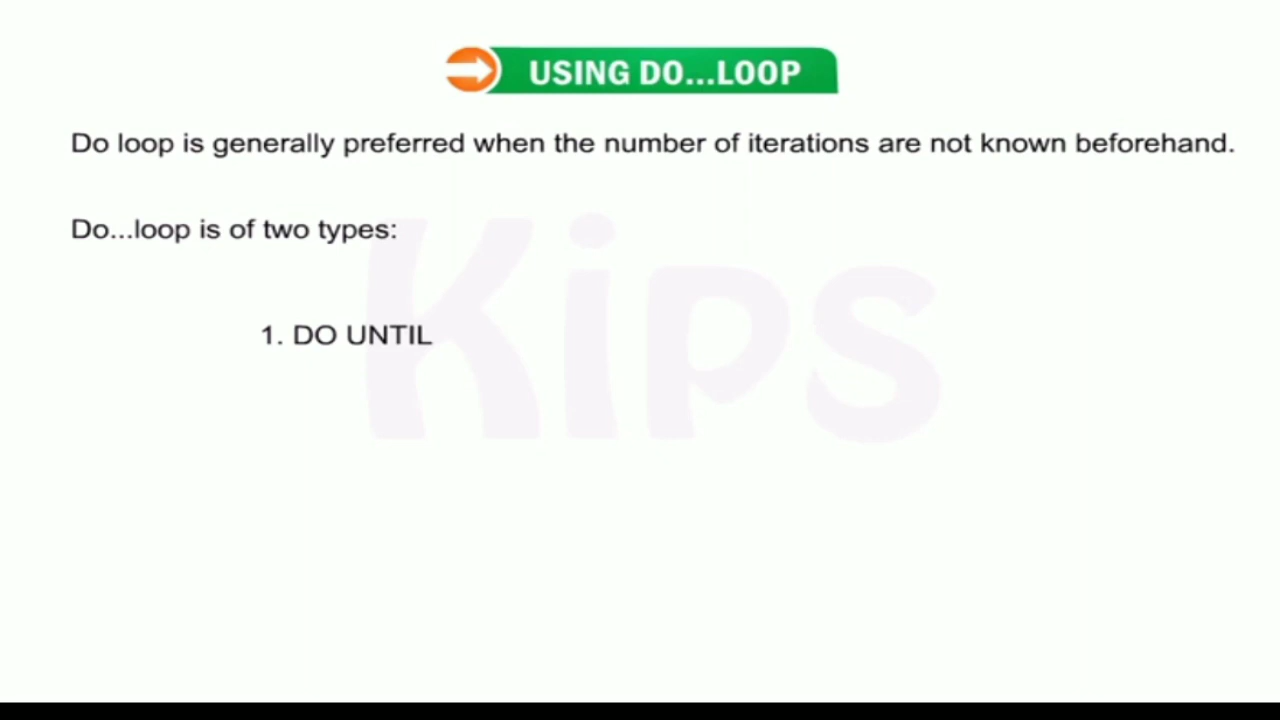 USING DO...LOOP
Do loop is generally preferred when the number of iterations are not known beforehand.
Do...loop is of two types:
Kips
1. DO UNTIL